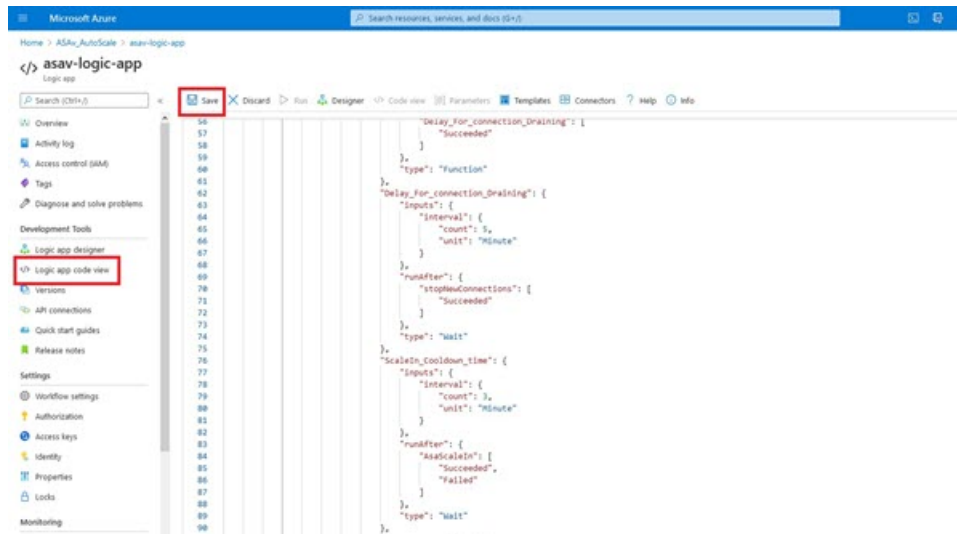 Microsoft Azure
Search resources, services, and docs (G+/)
Home > ASAv_AutoScale > asav-logic-app
</> asav-logic-app
Logic app
Search (Ctrl+/)
«
Save
Discard
Run
Designer
</> Code view
Parameters
Templates
Connectors
? Help
Info
Overview
Activity log
Access control (IAM)
Tags
Diagnose and solve problems
Development Tools
Logic app designer
</> Logic app code view
Versions
API connections
Quick start guides
Release notes
Settings
Workflow settings
Authorization
Access keys
Identity
Properties
Locks
Monitoring
56 "Delay_For_connection_Draining": [
57 "Succeeded"
58 ]
59 },
60 "type": "Function"
61 },
62 "Delay_For_connection_Draining": {
63 "inputs": {
64 "interval": {
65 "count": 5,
66 "unit": "Minute"
67 }
68 },
69 "runAfter": {
70 "stopNewConnections": [
71 "Succeeded"
72 ]
73 },
74 "type": "Wait"
75 },
76 "ScaleIn_Cooldown_time": {
77 "inputs": {
78 "interval": {
79 "count": 3,
80 "unit": "Minute"
81 }
82 },
83 "runAfter": {
84 "AsaScaleIn": [
85 "Succeeded",
86 "Failed"
87 ]
88 },
89 "type": "Wait"
90 },